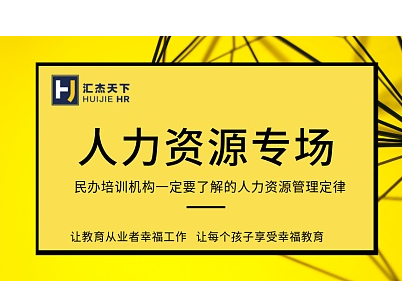 汇杰天下
HUIJIE HR
人力资源专场
民办培训机构一定要了解的人力资源管理定律
让教育从业者幸福工作 让每个孩子享受幸福教育